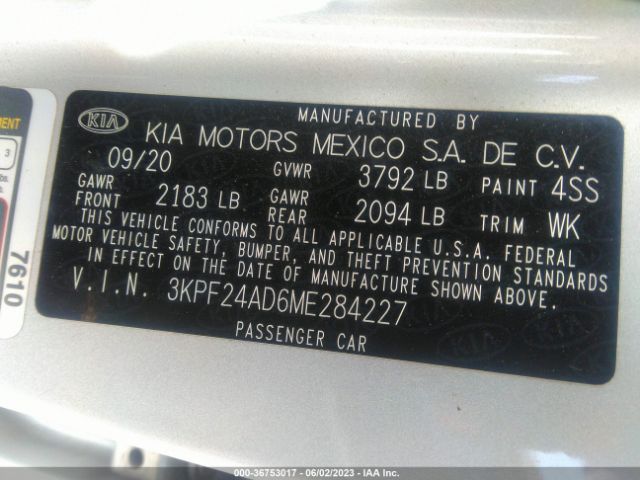 MANUFACTURED BY
KIA KIA MOTORS MEXICO S.A. DE C.V.
09/20 GVWR 3792 LB PAINT 4SS
GAWR FRONT 2183 LB GAWR REAR 2094 LB TRIM WK
THIS VEHICLE CONFORMS TO ALL APPLICABLE U.S.A. FEDERAL
MOTOR VEHICLE SAFETY, BUMPER, AND THEFT PREVENTION STANDARDS
IN EFFECT ON THE DATE OF MANUFACTURE SHOWN ABOVE.
V.I.N. 3KPF24AD6ME284227
PASSENGER CAR
3
7610
000-36753017 - 06/02/2023 - IAA Inc.